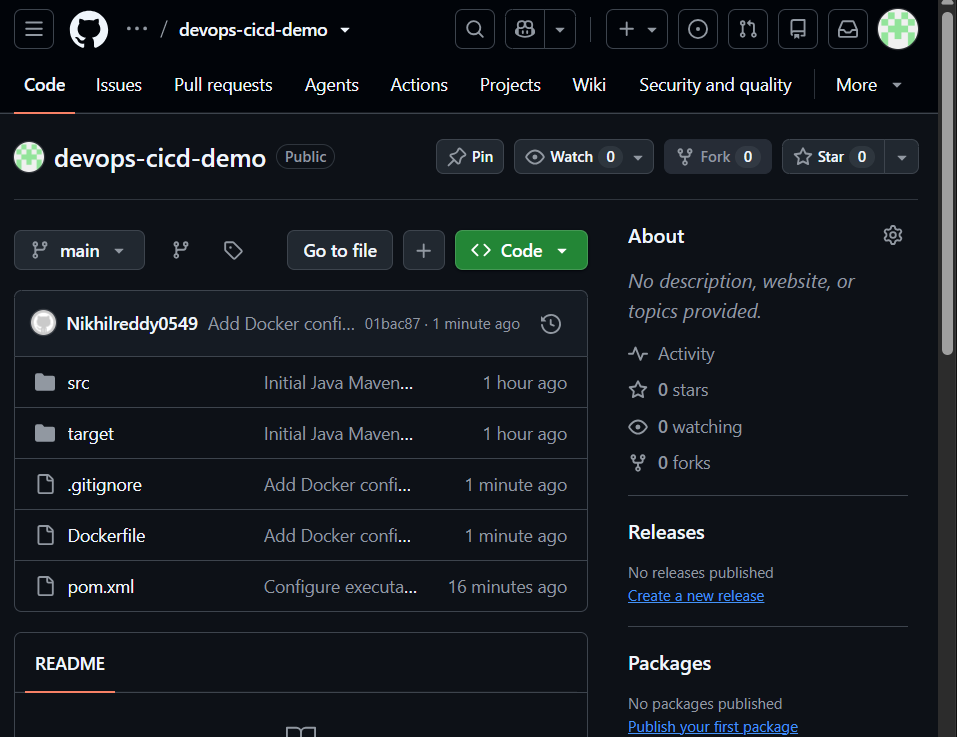 ··· / devops-cicd-demo
Code Issues Pull requests Agents Actions Projects Wiki Security and quality More
devops-cicd-demo Public Pin Watch 0 Fork 0 Star 0
main Go to file + Code
Nikhilreddy0549 Add Docker confi... 01bac87 · 1 minute ago
src Initial Java Maven... 1 hour ago
target Initial Java Maven... 1 hour ago
.gitignore Add Docker confi... 1 minute ago
Dockerfile Add Docker confi... 1 minute ago
pom.xml Configure executa... 16 minutes ago
README
About
No description, website, or
topics provided.
Activity
0 stars
0 watching
0 forks
Releases
No releases published
Create a new release
Packages
No packages published
Publish your first package